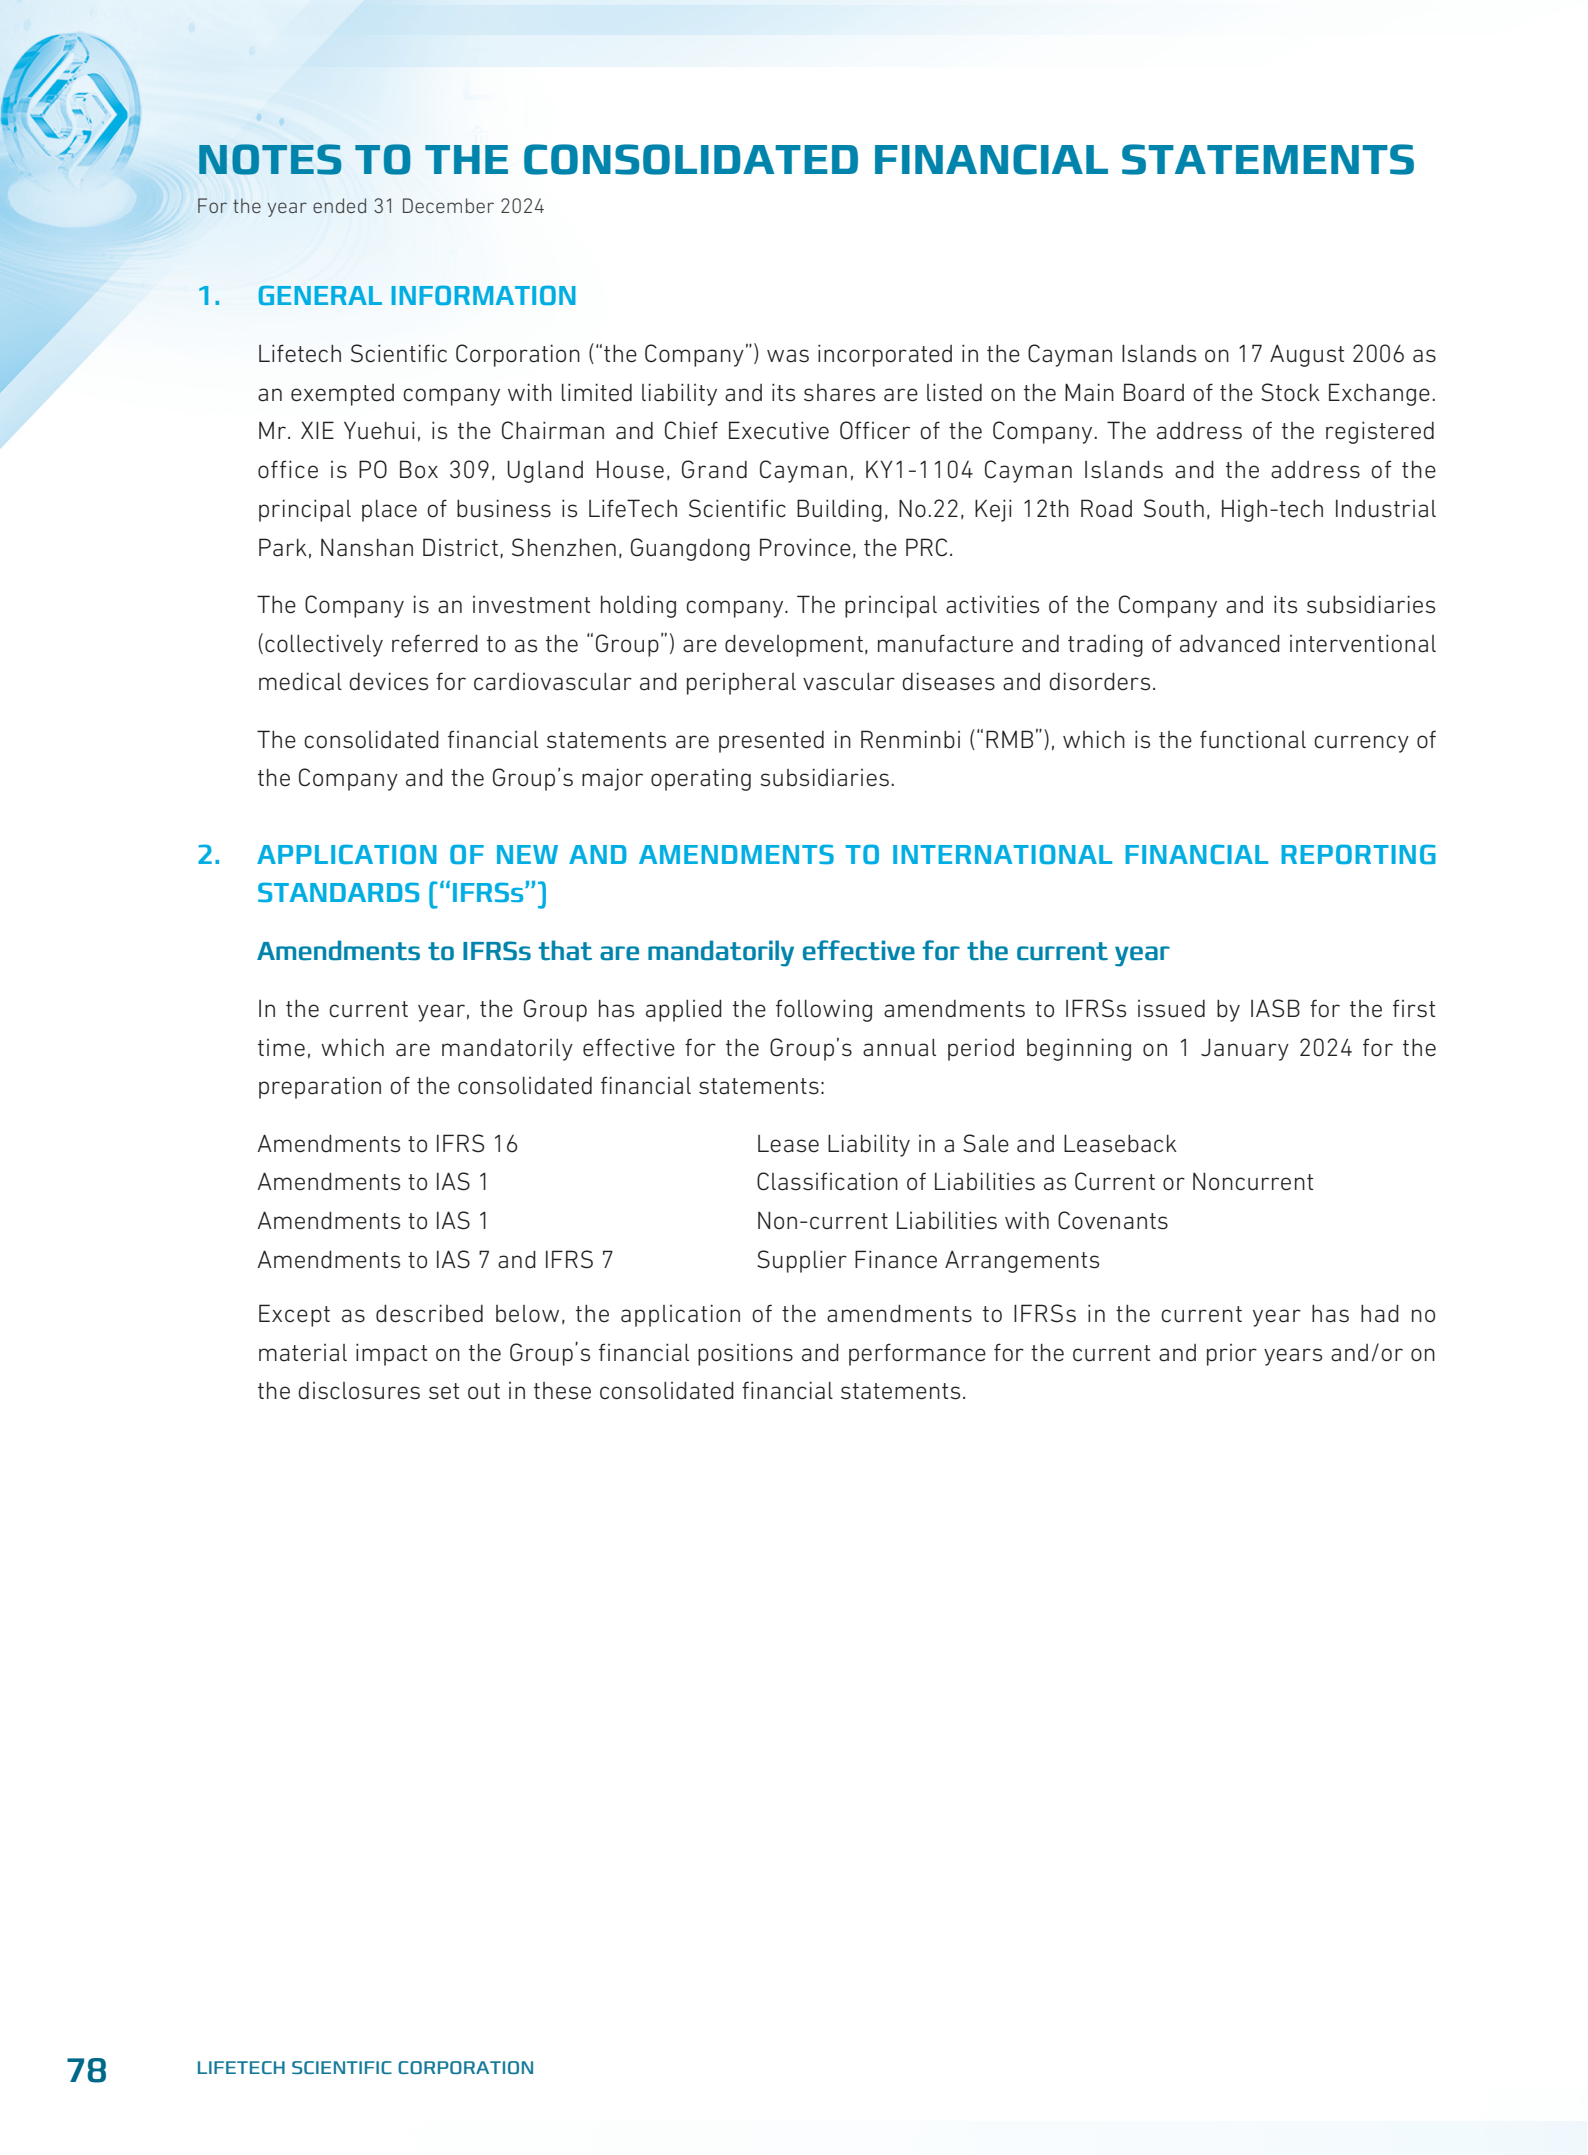 NOTES TO THE CONSOLIDATED FINANCIAL STATEMENTS
For the year ended 31 December 2024
1. GENERAL INFORMATION
Lifetech Scientific Corporation (“the Company”) was incorporated in the Cayman Islands on 17 August 2006 as
an exempted company with limited liability and its shares are listed on the Main Board of the Stock Exchange.
Mr. XIE Yuehui, is the Chairman and Chief Executive Officer of the Company. The address of the registered
office is PO Box 309, Ugland House, Grand Cayman, KY1-1104 Cayman Islands and the address of the
principal place of business is LifeTech Scientific Building, No.22, Keji 12th Road South, High-tech Industrial
Park, Nanshan District, Shenzhen, Guangdong Province, the PRC.
The Company is an investment holding company. The principal activities of the Company and its subsidiaries
(collectively referred to as the “Group”) are development, manufacture and trading of advanced interventional
medical devices for cardiovascular and peripheral vascular diseases and disorders.
The consolidated financial statements are presented in Renminbi (“RMB”), which is the functional currency of
the Company and the Group’s major operating subsidiaries.
2. APPLICATION OF NEW AND AMENDMENTS TO INTERNATIONAL FINANCIAL REPORTING
STANDARDS (“IFRSs”)
Amendments to IFRSs that are mandatorily effective for the current year
In the current year, the Group has applied the following amendments to IFRSs issued by IASB for the first
time, which are mandatorily effective for the Group’s annual period beginning on 1 January 2024 for the
preparation of the consolidated financial statements:
Amendments to IFRS 16 Lease Liability in a Sale and Leaseback
Amendments to IAS 1 Classification of Liabilities as Current or Noncurrent
Amendments to IAS 1 Non-current Liabilities with Covenants
Amendments to IAS 7 and IFRS 7 Supplier Finance Arrangements
Except as described below, the application of the amendments to IFRSs in the current year has had no
material impact on the Group’s financial positions and performance for the current and prior years and/or on
the disclosures set out in these consolidated financial statements.
78 LIFETECH SCIENTIFIC CORPORATION